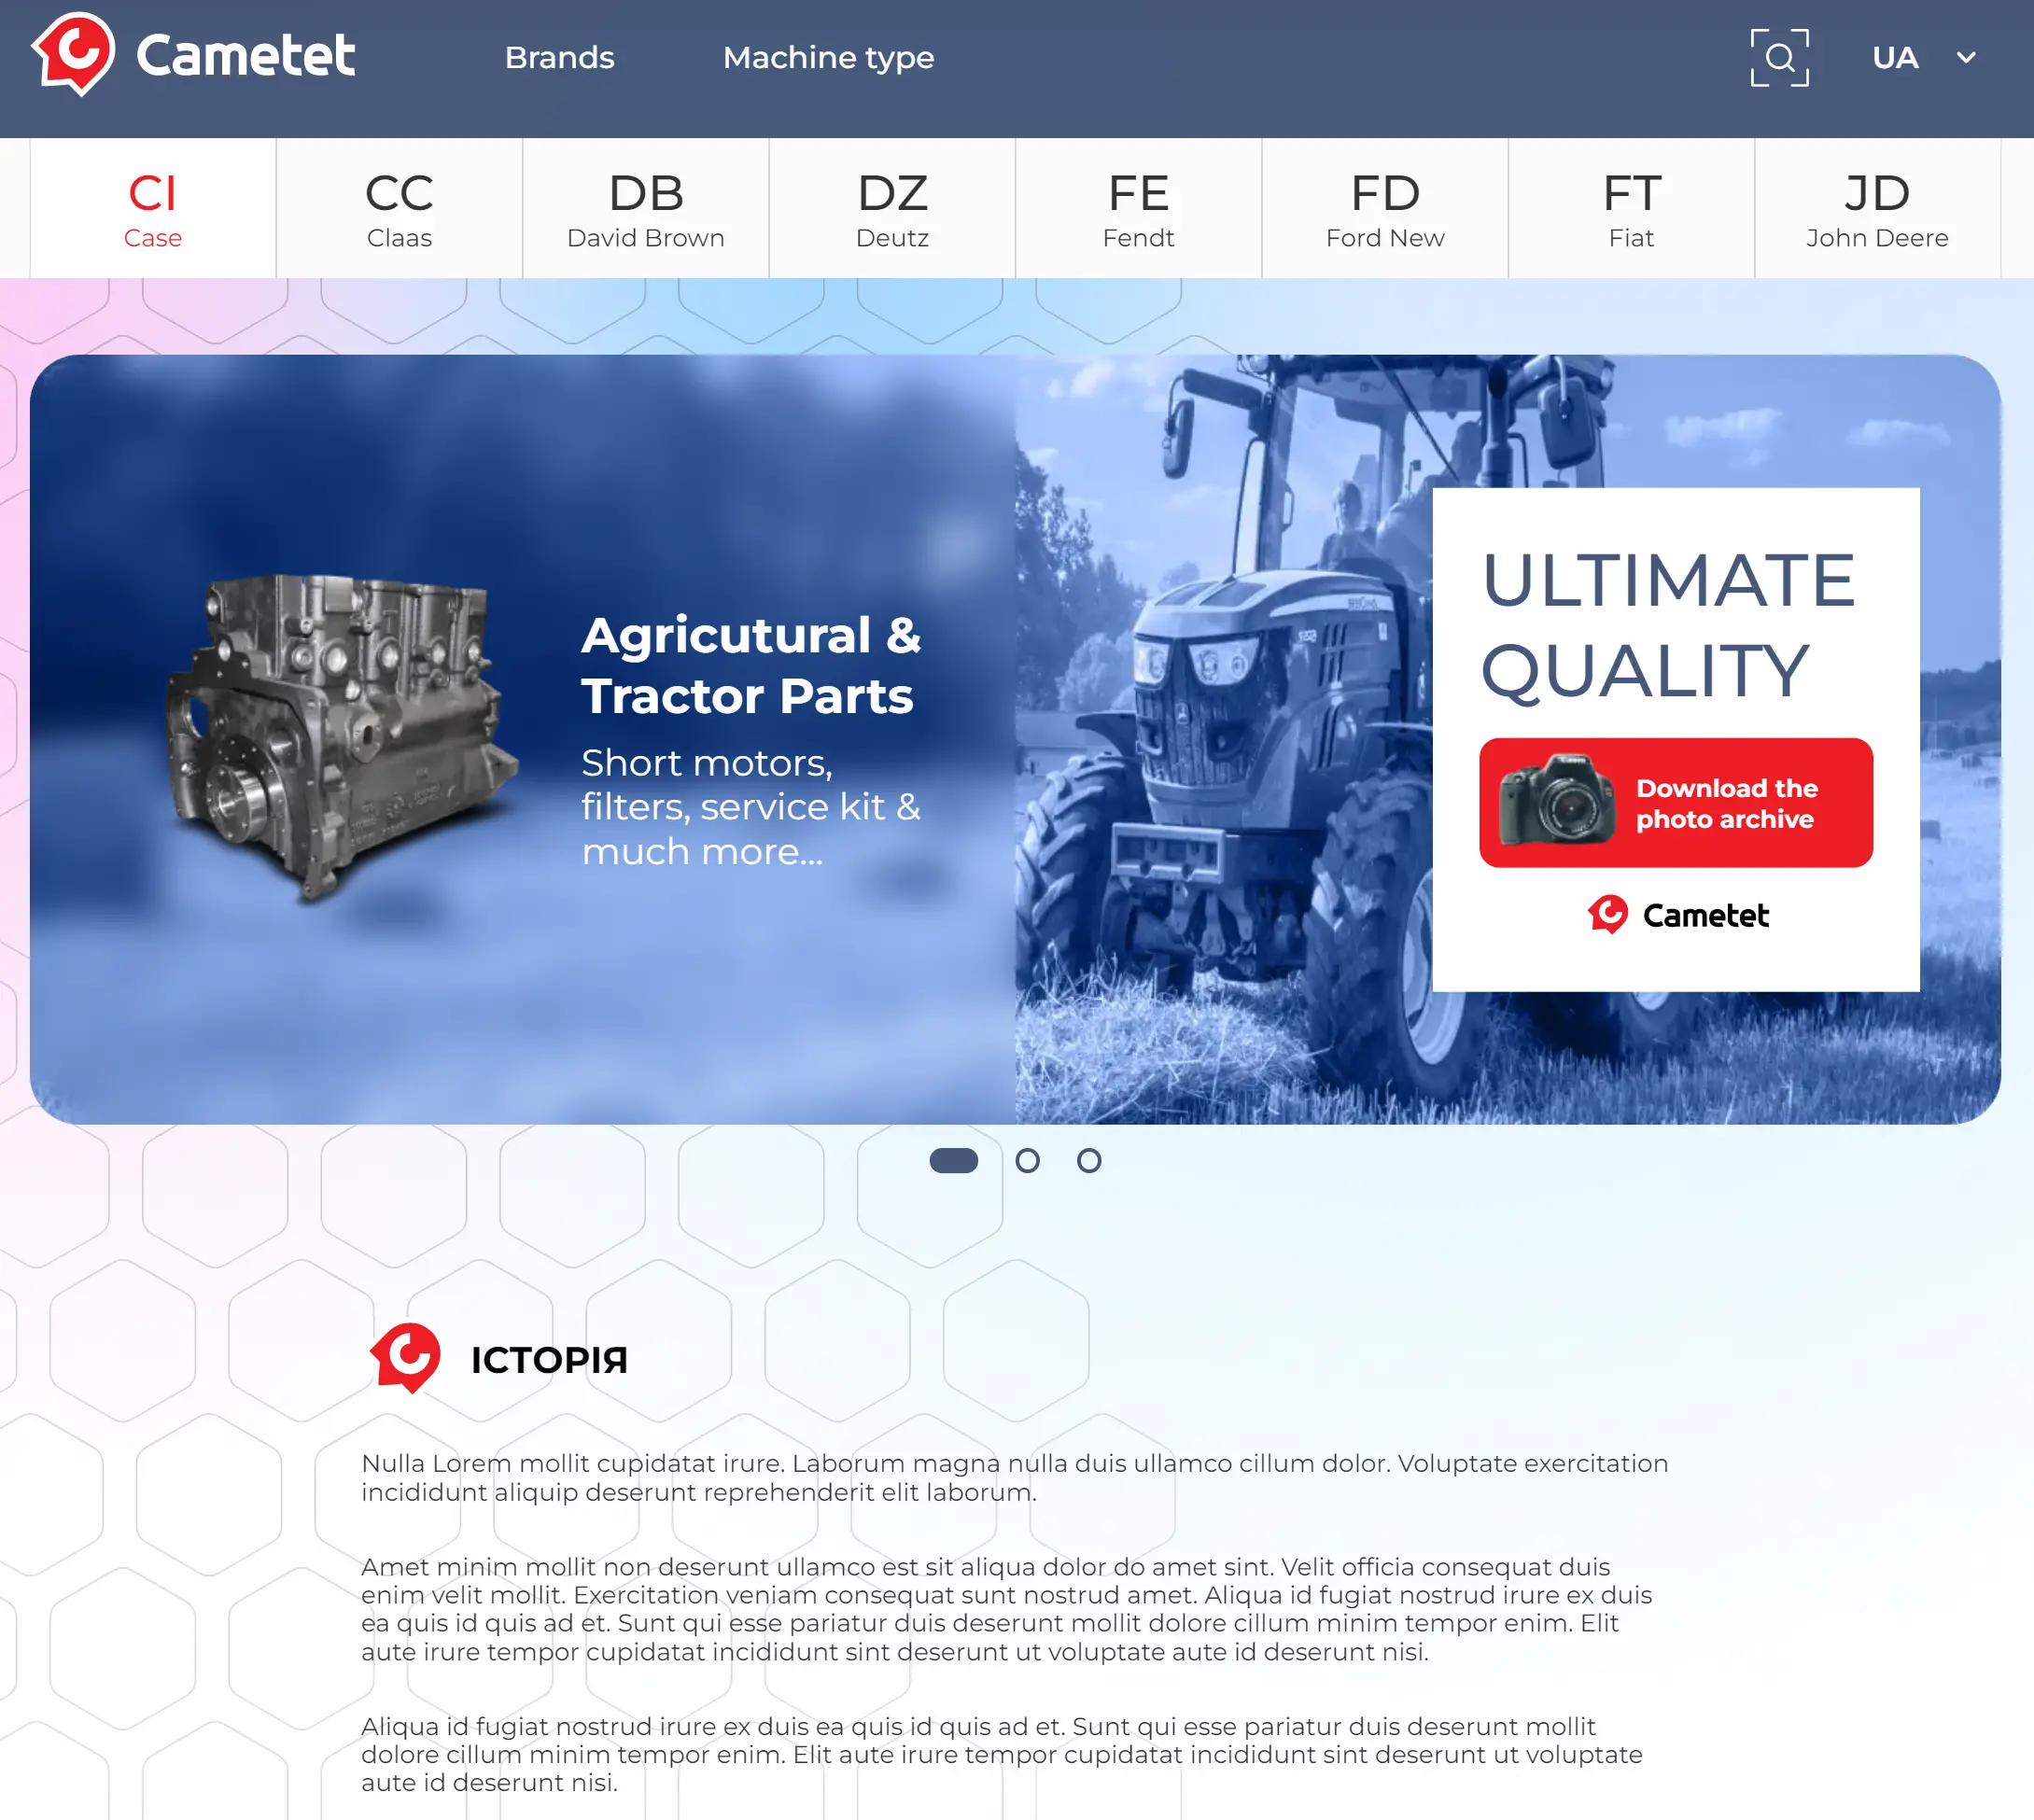 Cametet
Brands
Machine type
UA
CI
Case
CC
Claas
DB
David Brown
DZ
Deutz
FE
Fendt
FD
Ford New
FT
Fiat
JD
John Deere
Agricutural &
Tractor Parts
Short motors,
filters, service kit &
much more...
ULTIMATE
QUALITY
Download the
photo archive
Cametet
ІСТОРІЯ
Nulla Lorem mollit cupidatat irure. Laborum magna nulla duis ullamco cillum dolor. Voluptate exercitation
incididunt aliquip deserunt reprehenderit elit laborum.
Amet minim mollit non deserunt ullamco est sit aliqua dolor do amet sint. Velit officia consequat duis
enim velit mollit. Exercitation veniam consequat sunt nostrud amet. Aliqua id fugiat nostrud irure ex duis
ea quis id quis ad et. Sunt qui esse pariatur duis deserunt mollit dolore cillum minim tempor enim. Elit
aute irure tempor cupidatat incididunt sint deserunt ut voluptate aute id deserunt nisi.
Aliqua id fugiat nostrud irure ex duis ea quis id quis ad et. Sunt qui esse pariatur duis deserunt mollit
dolore cillum minim tempor enim. Elit aute irure tempor cupidatat incididunt sint deserunt ut voluptate
aute id deserunt nisi.